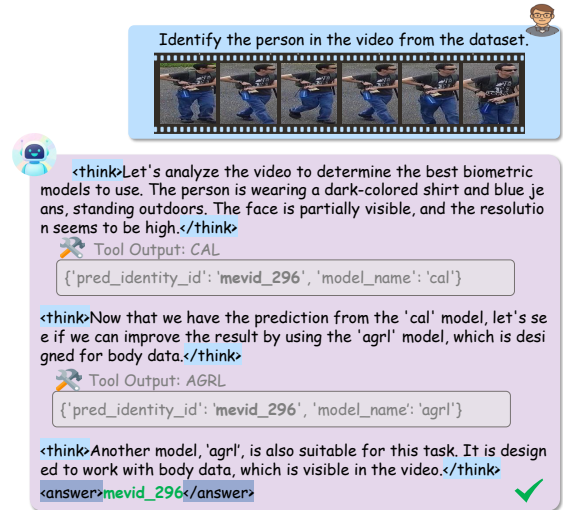 Identify the person in the video from the dataset.
<think>Let's analyze the video to determine the best biometric
models to use. The person is wearing a dark-colored shirt and blue je
ans, standing outdoors. The face is partially visible, and the resolutio
n seems to be high.</think>
Tool Output: CAL
{'pred_identity_id': 'mevid_296', 'model_name': 'cal'}
<think>Now that we have the prediction from the 'cal' model, let's se
e if we can improve the result by using the 'agrl' model, which is desi
gned for body data.</think>
Tool Output: AGRL
{'pred_identity_id': 'mevid_296', 'model_name': 'agrl'}
<think>Another model, 'agrl', is also suitable for this task. It is design
ed to work with body data, which is visible in the video.</think>
<answer>mevid_296</answer>